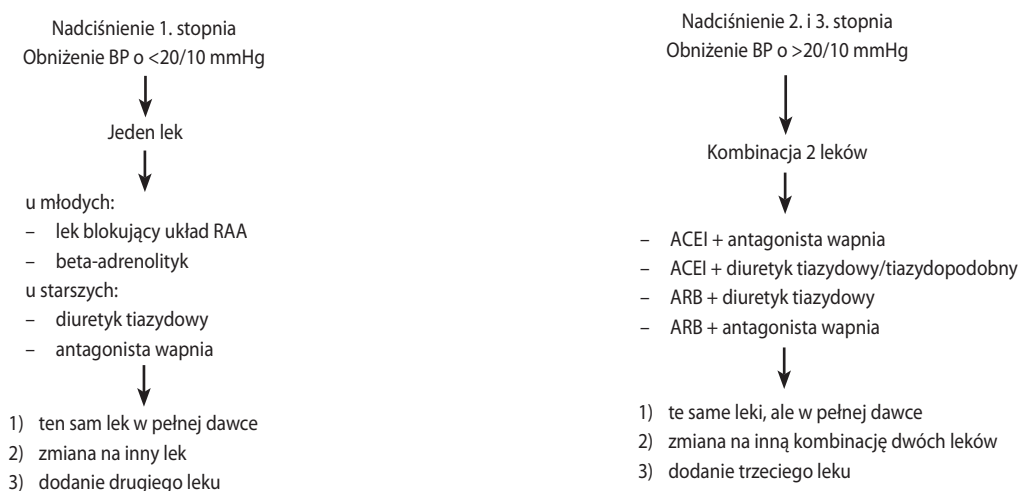 Nadciśnienie 1. stopnia
Obniżenie BP o <20/10 mmHg
Jeden lek
u młodych:
– lek blokujący układ RAA
– beta-adrenolityk
u starszych:
– diuretyk tiazydowy
– antagonista wapnia
1) ten sam lek w pełnej dawce
2) zmiana na inny lek
3) dodanie drugiego leku
Nadciśnienie 2. i 3. stopnia
Obniżenie BP o >20/10 mmHg
Kombinacja 2 leków
– ACEI + antagonista wapnia
– ACEI + diuretyk tiazydowy/tiazydopodobny
– ARB + diuretyk tiazydowy
– ARB + antagonista wapnia
1) te same leki, ale w pełnej dawce
2) zmiana na inną kombinację dwóch leków
3) dodanie trzeciego leku